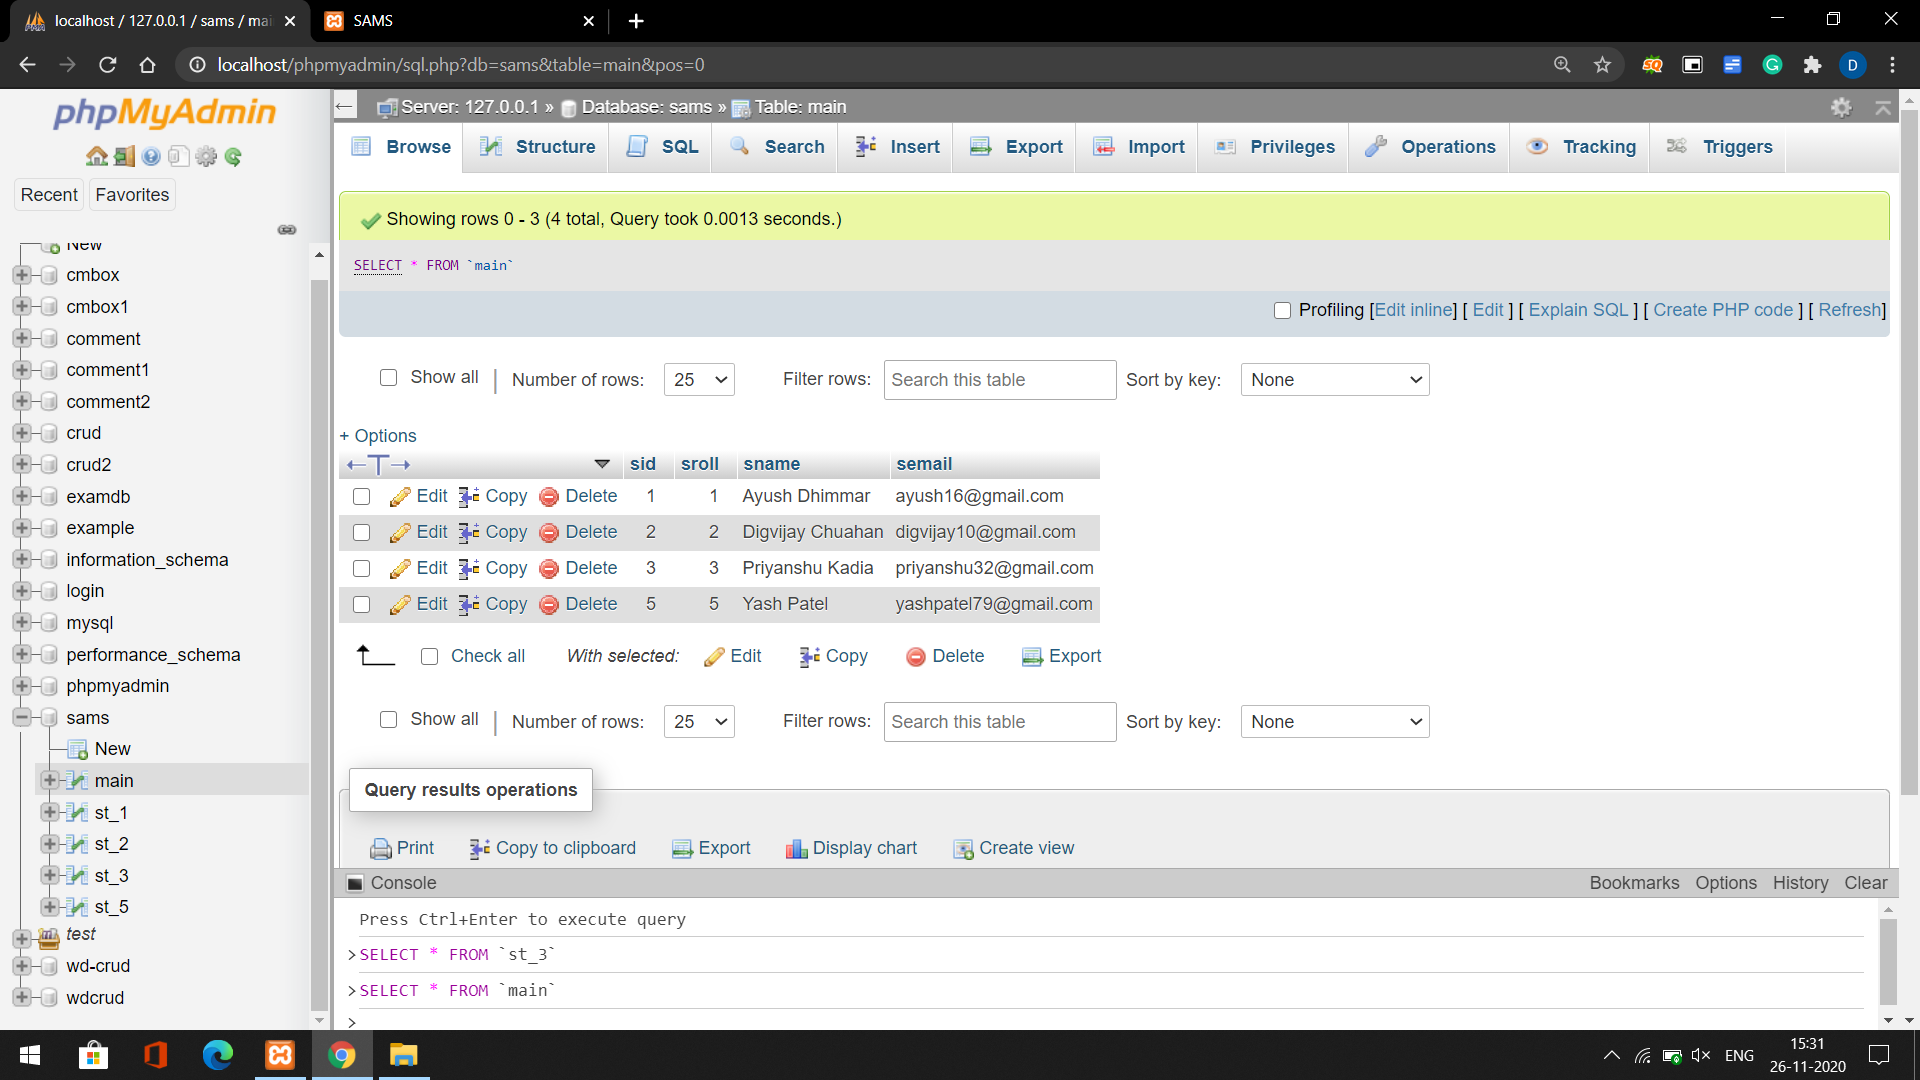 localhost / 127.0.0.1 / sams / mai
SAMS
localhost/phpmyadmin/sql.php?db=sams&table=main&pos=0
D
phpMyAdmin
Recent Favorites
New
cmbox
cmbox1
comment
comment1
comment2
crud
crud2
examdb
example
information_schema
login
mysql
performance_schema
phpmyadmin
sams
New
main
st_1
st_2
st_3
st_5
test
wd-crud
wdcrud
Server: 127.0.0.1 » Database: sams » Table: main
Browse Structure SQL Search Insert Export Import Privileges Operations Tracking Triggers
Showing rows 0 - 3 (4 total, Query took 0.0013 seconds.)
SELECT * FROM `main`
Profiling [Edit inline] [ Edit ] [ Explain SQL ] [ Create PHP code ] [ Refresh]
Show all | Number of rows: 25 Filter rows: Search this table Sort by key: None
+ Options
←T→ sid sroll sname semail
Edit Copy Delete 1 1 Ayush Dhimmar ayush16@gmail.com
Edit Copy Delete 2 2 Digvijay Chuahan digvijay10@gmail.com
Edit Copy Delete 3 3 Priyanshu Kadia priyanshu32@gmail.com
Edit Copy Delete 5 5 Yash Patel yashpatel79@gmail.com
Check all With selected: Edit Copy Delete Export
Show all | Number of rows: 25 Filter rows: Search this table Sort by key: None
Query results operations
Print Copy to clipboard Export Display chart Create view
Console Bookmarks Options History Clear
Press Ctrl+Enter to execute query
>SELECT * FROM `st_3`
>SELECT * FROM `main`
>
ENG 15:31
26-11-2020